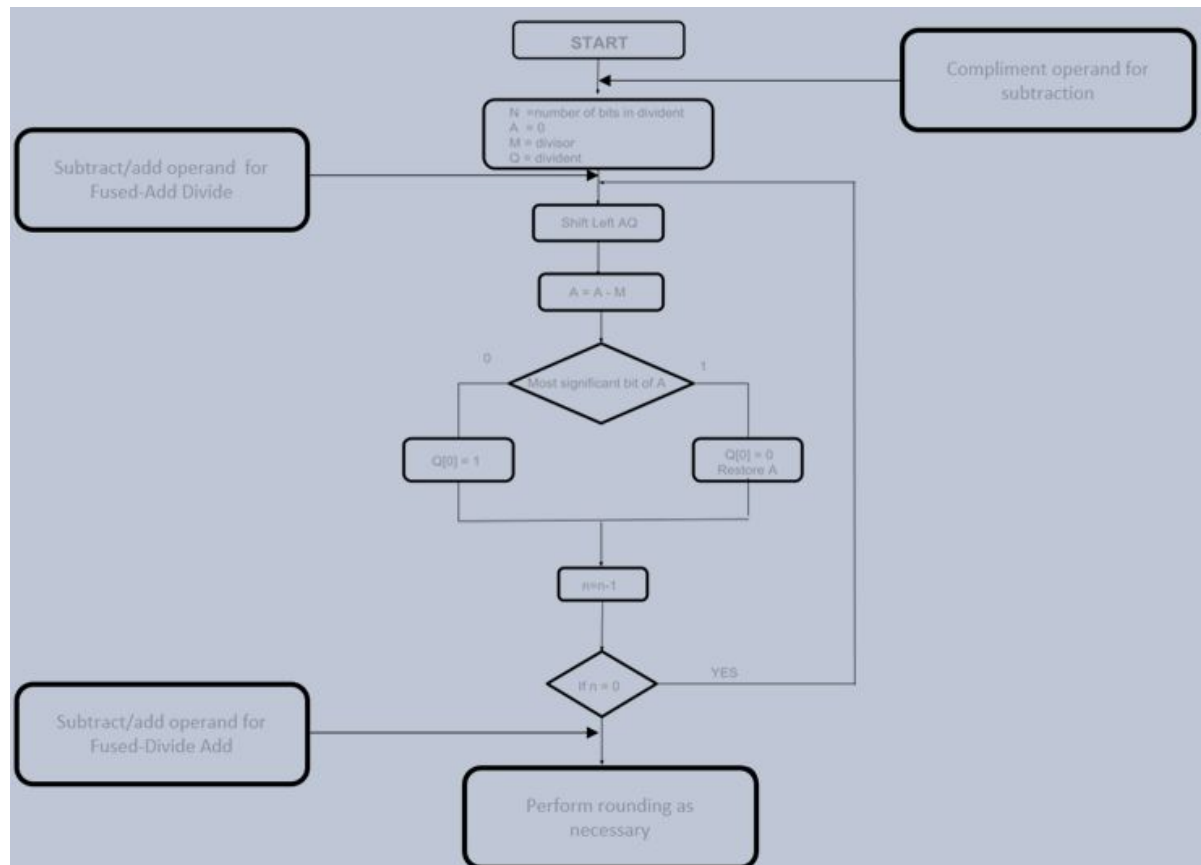 START
Compliment operand for
subtraction
N =number of bits in divident
A = 0
M = divisor
Q = divident
Subtract/add operand for
Fused-Add Divide
Shift Left AQ
A = A - M
0
1
Most significant bit of A
Q[0] = 1
Q[0] = 0
Restore A
n=n-1
If n = 0
YES
Subtract/add operand for
Fused-Divide Add
Perform rounding as
necessary